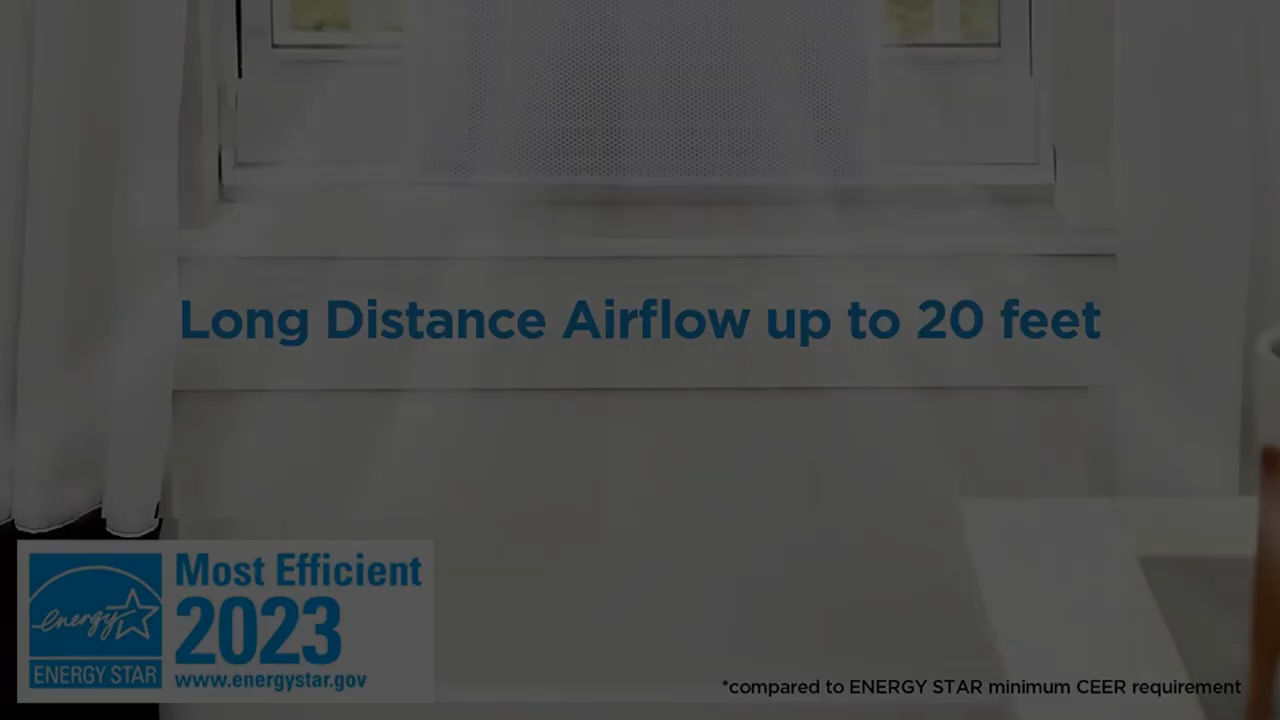 Long Distance Airflow up to 20 feet
energy
ENERGY STAR
Most Efficient
2023
www.energystar.gov
*compared to ENERGY STAR minimum CEER requirement